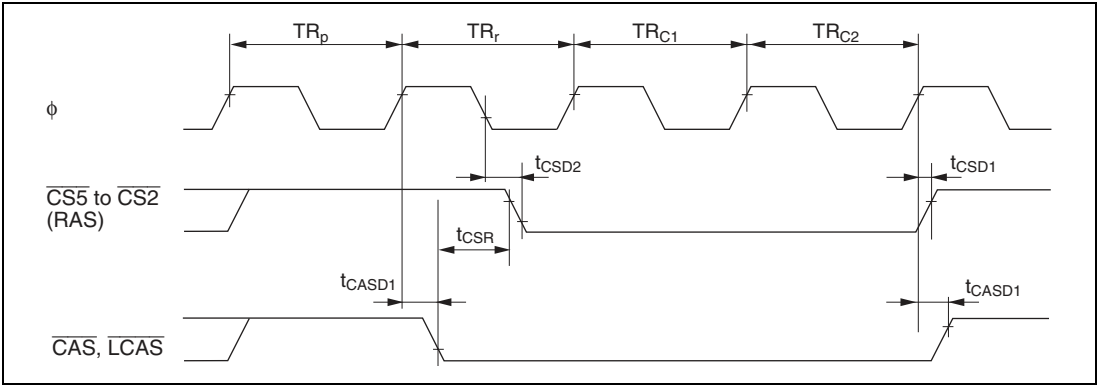 TRp TRr TRC1 TRC2
ϕ
tCSD2 tCSD1
CS5 to CS2
(RAS)
tCSR
tCASD1 tCASD1
CAS, LCAS